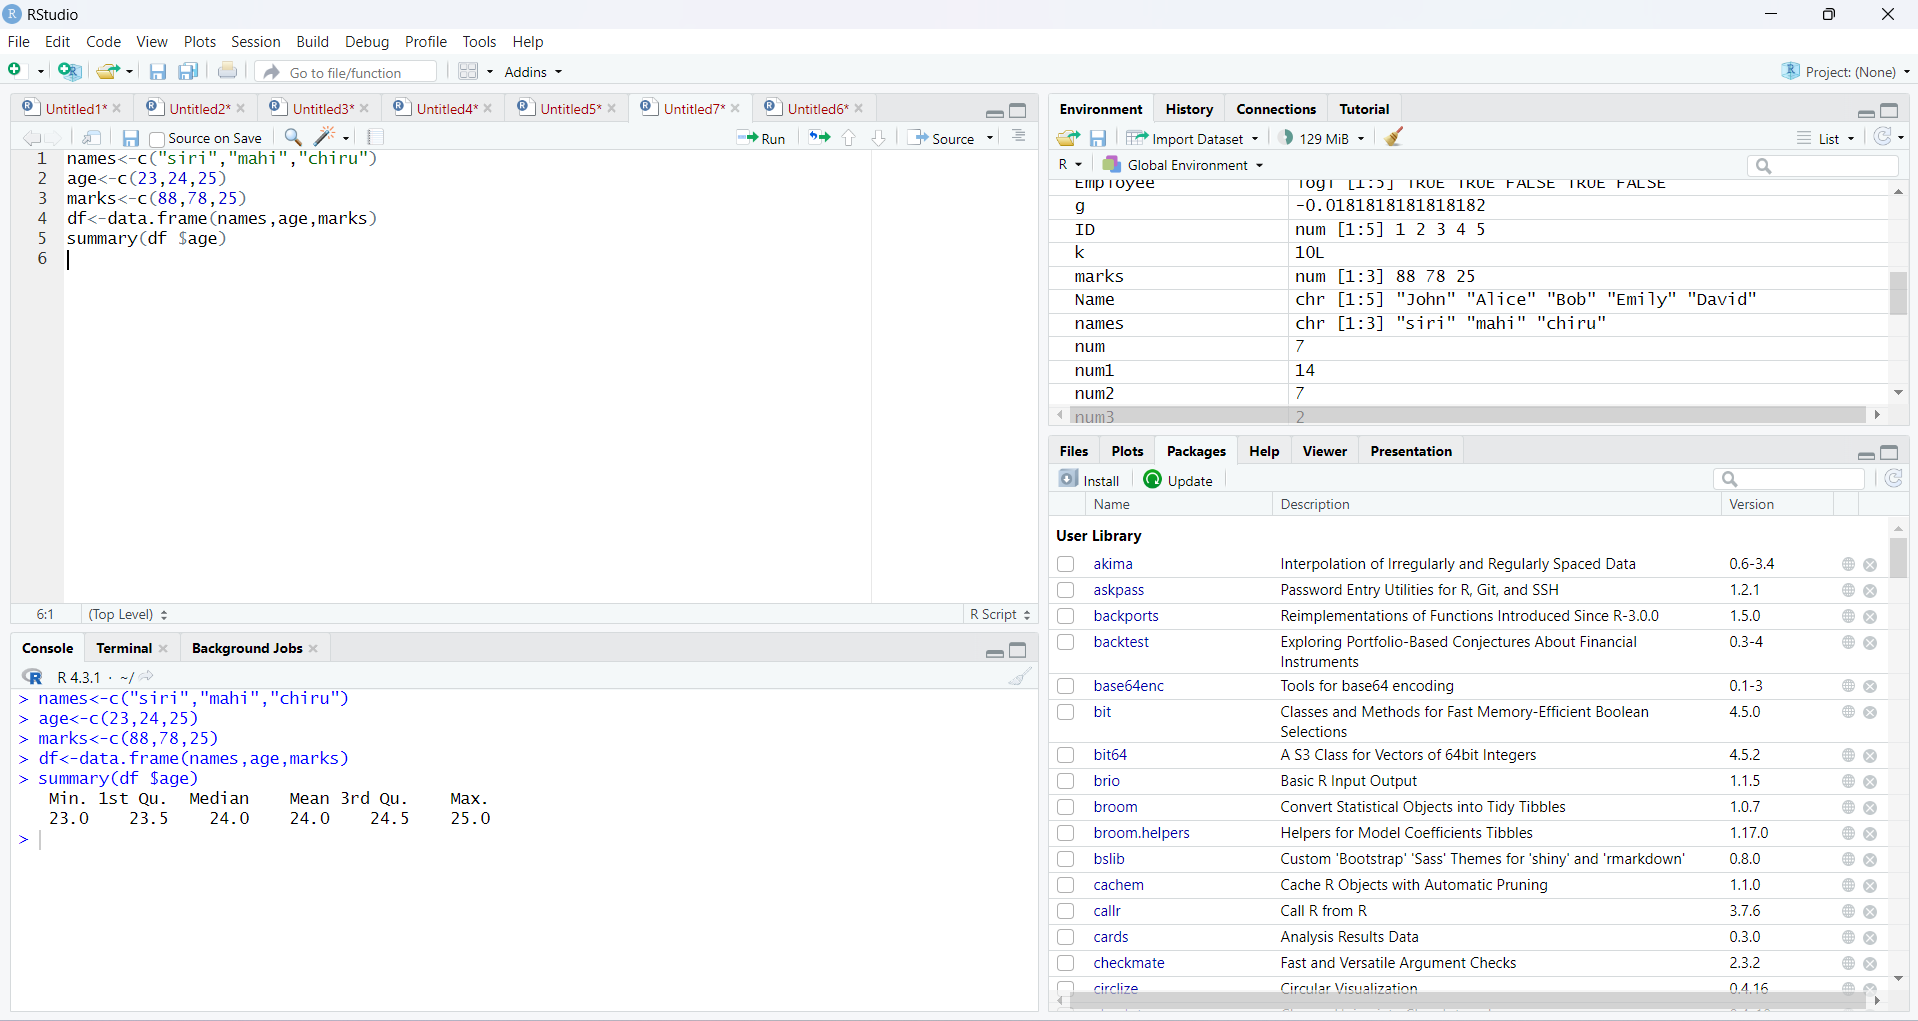 RStudio
File Edit Code View Plots Session Build Debug Profile Tools Help
Go to file/function Addins Project: (None)
Untitled1* Untitled2* Untitled3* Untitled4* Untitled5* Untitled7* Untitled6*
Source on Save Run Source
1 names<-c("siri","mahi","chiru")
2 age<-c(23,24,25)
3 marks<-c(88,78,25)
4 df<-data.frame(names,age,marks)
5 summary(df $age)
6
6:1 (Top Level) R Script
Console Terminal Background Jobs
R 4.3.1 · ~/
> names<-c("siri","mahi","chiru")
> age<-c(23,24,25)
> marks<-c(88,78,25)
> df<-data.frame(names,age,marks)
> summary(df $age)
Min. 1st Qu. Median Mean 3rd Qu. Max.
23.0 23.5 24.0 24.0 24.5 25.0
>
Environment History Connections Tutorial
Import Dataset 129 MiB List
R Global Environment
Employee logi [1:5] TRUE TRUE FALSE TRUE FALSE
g -0.0181818181818182
ID num [1:5] 1 2 3 4 5
k 10L
marks num [1:3] 88 78 25
Name chr [1:5] "John" "Alice" "Bob" "Emily" "David"
names chr [1:3] "siri" "mahi" "chiru"
num 7
num1 14
num2 7
num3 2
Files Plots Packages Help Viewer Presentation
Install Update
Name Description Version
User Library
akima Interpolation of Irregularly and Regularly Spaced Data 0.6-3.4
askpass Password Entry Utilities for R, Git, and SSH 1.2.1
backports Reimplementations of Functions Introduced Since R-3.0.0 1.5.0
backtest Exploring Portfolio-Based Conjectures About Financial 0.3-4
Instruments
base64enc Tools for base64 encoding 0.1-3
bit Classes and Methods for Fast Memory-Efficient Boolean 4.5.0
Selections
bit64 A S3 Class for Vectors of 64bit Integers 4.5.2
brio Basic R Input Output 1.1.5
broom Convert Statistical Objects into Tidy Tibbles 1.0.7
broom.helpers Helpers for Model Coefficients Tibbles 1.17.0
bslib Custom 'Bootstrap' 'Sass' Themes for 'shiny' and 'rmarkdown' 0.8.0
cachem Cache R Objects with Automatic Pruning 1.1.0
callr Call R from R 3.7.6
cards Analysis Results Data 0.3.0
checkmate Fast and Versatile Argument Checks 2.3.2
circlize Circular Visualization 0.4.16